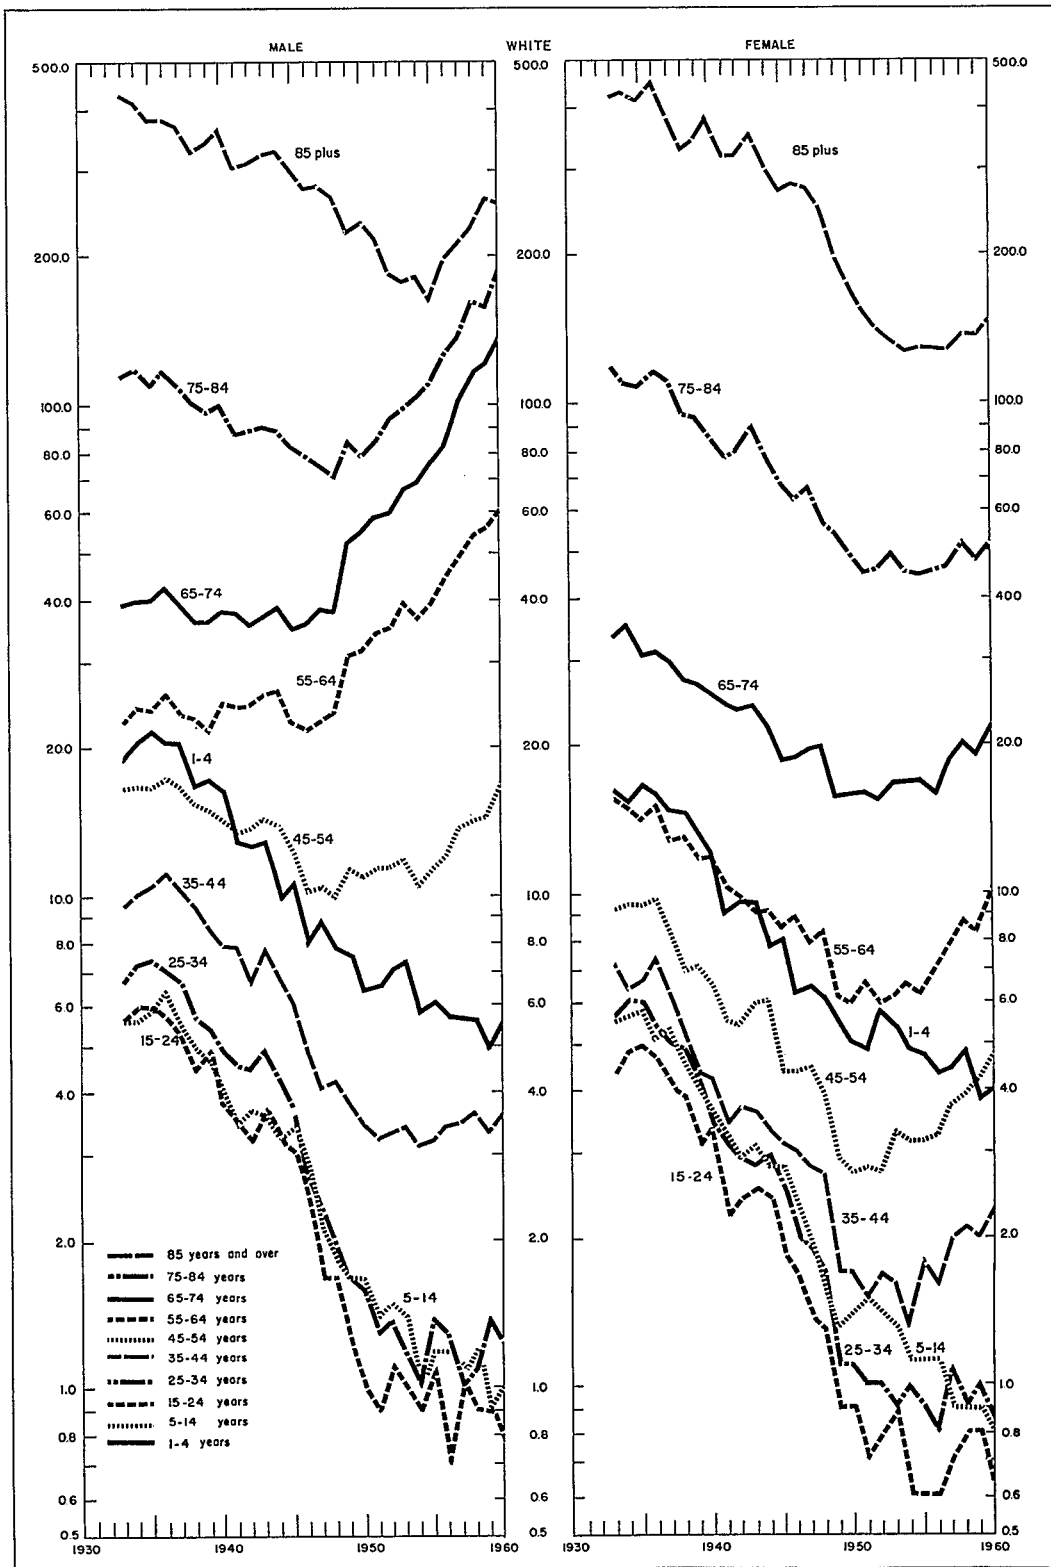 MALE WHITE FEMALE
500.0 500.0 500.0
85 plus 85 plus
200.0 200.0 200.0
75-84 75-84
100.0 100.0 100.0
80.0 80.0 80.0
60.0 60.0 60.0
65-74
40.0 40.0 400
55-64 65-74
1-4
20.0 20.0 20.0
45-54
35-44
10.0 10.0 10.0
8.0 8.0 8.0
25-34 55-64
6.0 6.0 6.0
15-24 1-4
45-54
4.0 4.0 4.0
15-24
35-44
2.0 2.0 2.0
85 years and over
75-84 years
65-74 years
55-64 years
45-54 years
35-44 years
25-34 years
15-24 years
5-14 years
1-4 years
5-14 25-34 5-14
1.0 1.0 1.0
0.8 0.8 0.8
0.6 0.6 0.6
0.5 0.5 0.5
1930 1940 1950 1960 1930 1940 1950 1960